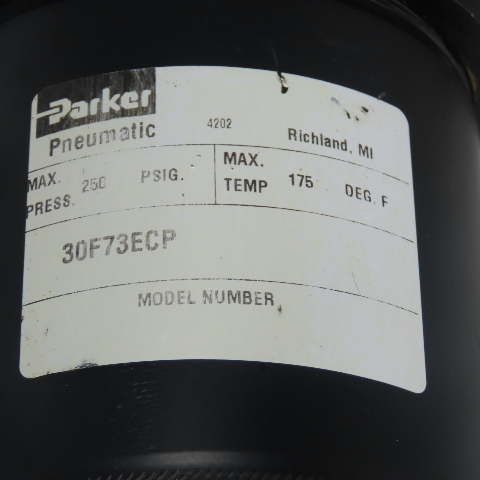 Parker
Pneumatic 4202 Richland, MI
MAX. PRESS. 250 PSIG.
MAX. TEMP 175 DEG. F
30F73ECP
MODEL NUMBER